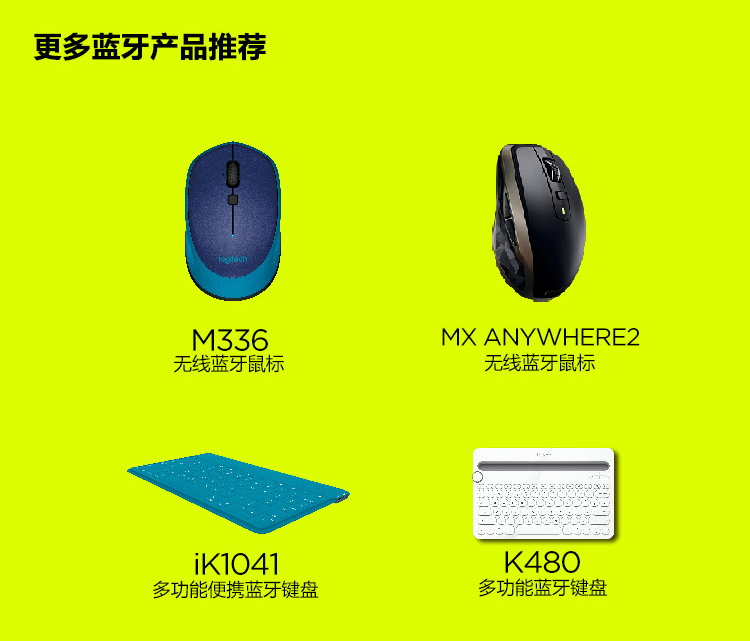 更多蓝牙产品推荐
logitech
M336
无线蓝牙鼠标
MX ANYWHERE2
无线蓝牙鼠标
iK1041
多功能便携蓝牙键盘
K480
多功能蓝牙键盘